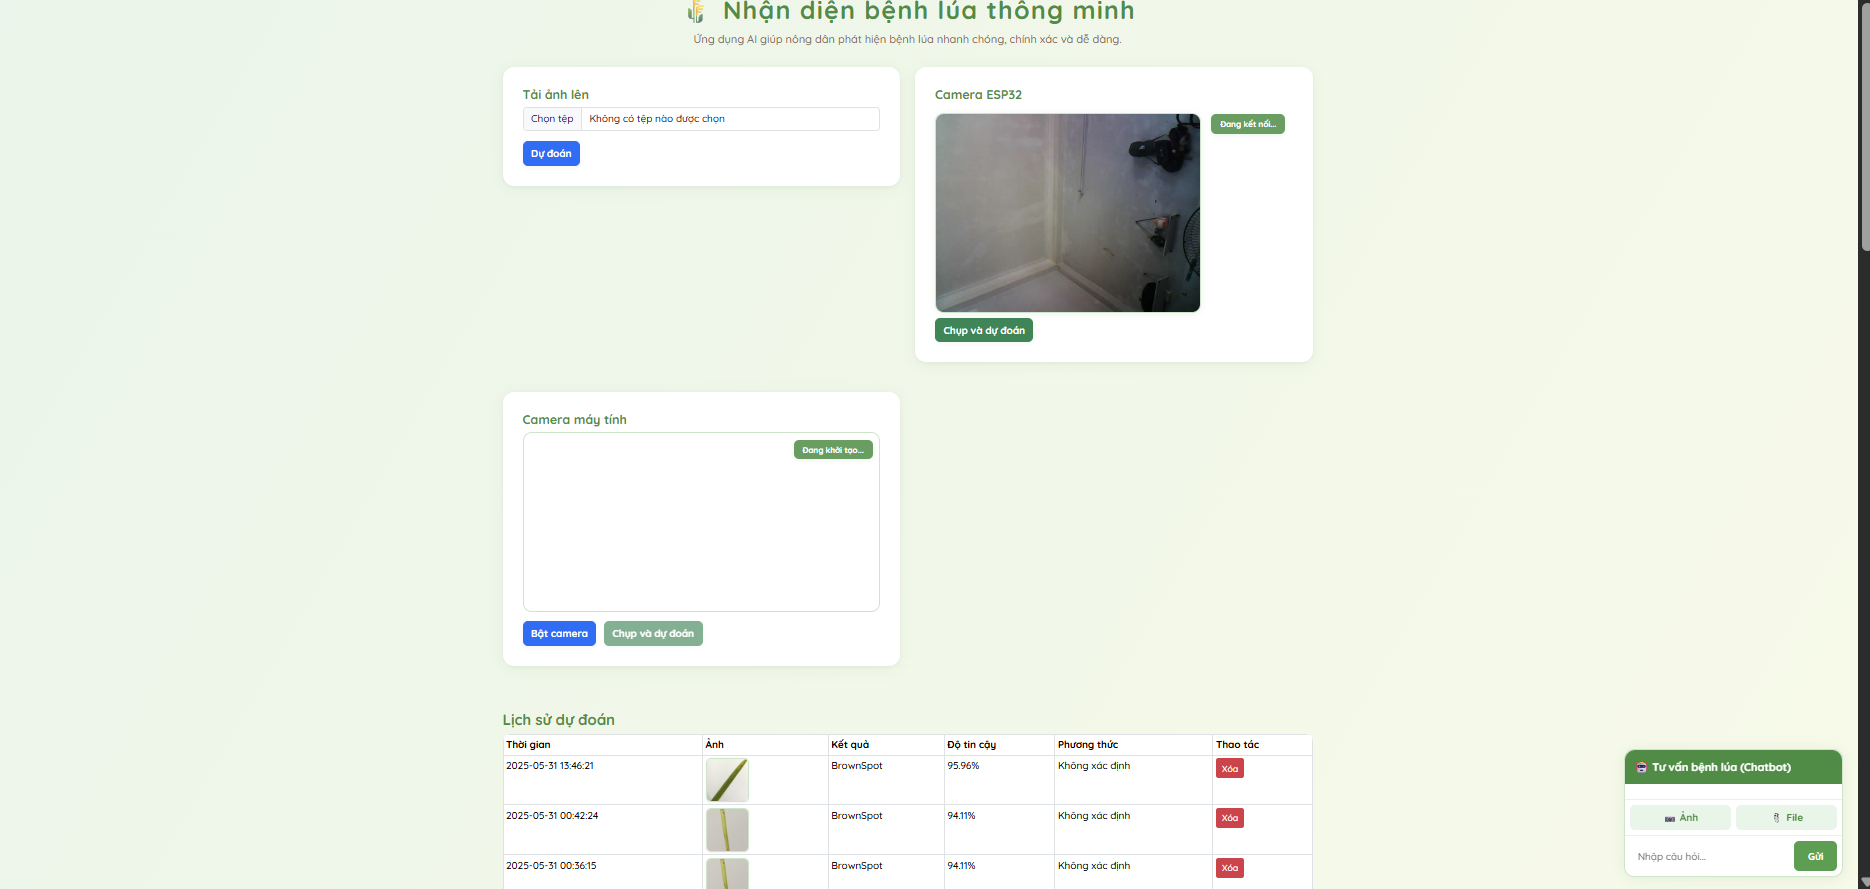 Nhận diện bệnh lúa thông minh
Ứng dụng AI giúp nông dân phát hiện bệnh lúa nhanh chóng, chính xác và dễ dàng.
Tải ảnh lên
Chọn tệp Không có tệp nào được chọn
Dự đoán
Camera ESP32
Đang kết nối...
Chụp và dự đoán
Camera máy tính
Đang khởi tạo...
Bật camera Chụp và dự đoán
Lịch sử dự đoán
Thời gian Ảnh Kết quả Độ tin cậy Phương thức Thao tác
2025-05-31 13:46:21 BrownSpot 95.96% Không xác định Xóa
2025-05-31 00:42:24 BrownSpot 94.11% Không xác định Xóa
2025-05-31 00:36:15 BrownSpot 94.11% Không xác định Xóa
Tư vấn bệnh lúa (Chatbot)
Ảnh File
Nhập câu hỏi... Gửi